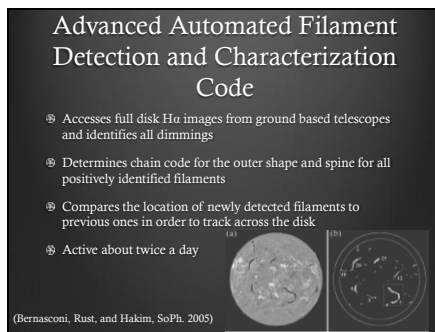 Advanced Automated Filament
Detection and Characterization
Code
Accesses full disk Hα images from ground based telescopes
and identifies all dimmings
Determines chain code for the outer shape and spine for all
positively identified filaments
Compares the location of newly detected filaments to
previous ones in order to track across the disk
Active about twice a day
(a)
(b)
(Bernasconi, Rust, and Hakim, SoPh. 2005)